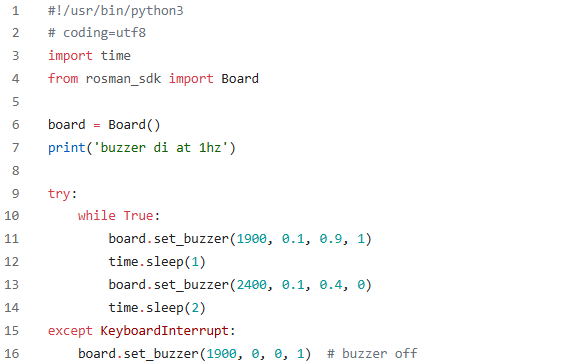 1 #!/usr/bin/python3
2 # coding=utf8
3 import time
4 from rosman_sdk import Board
5
6 board = Board()
7 print('buzzer di at 1hz')
8
9 try:
10     while True:
11         board.set_buzzer(1900, 0.1, 0.9, 1)
12         time.sleep(1)
13         board.set_buzzer(2400, 0.1, 0.4, 0)
14         time.sleep(2)
15 except KeyboardInterrupt:
16     board.set_buzzer(1900, 0, 0, 1)  # buzzer off